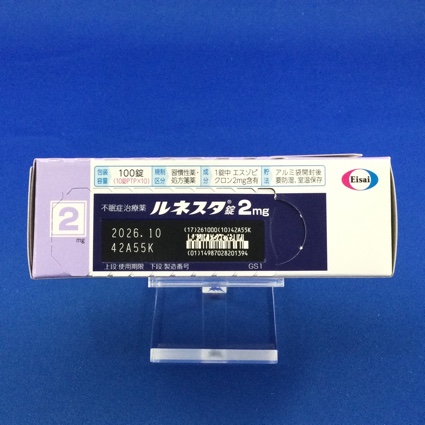 包装容量 100錠 (10錠PTP×10) 規制区分 習慣性薬・処方箋薬 成分 1錠中 エスゾピクロン2mg含有 貯法 アルミ袋開封後要防湿、室温保存
Eisai
2mg
不眠症治療薬 ルネスタ®錠2mg
2026.10
42A55K
(17)261000(10)42A55K
(01)14987028201394
上段:使用期限 下段:製造番号 GS1